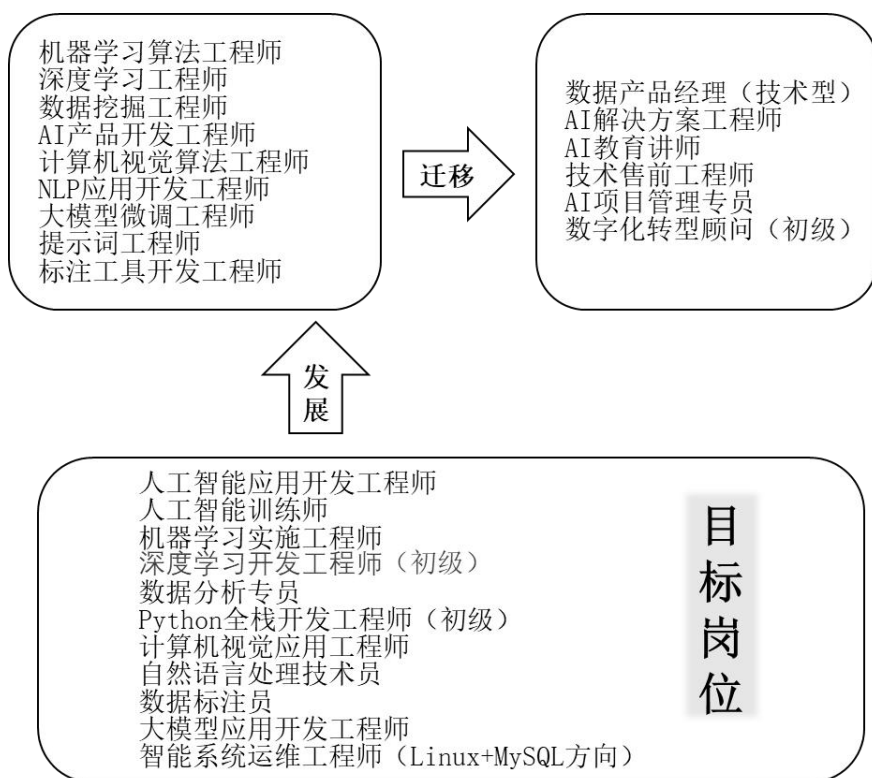 机器学习算法工程师
深度学习工程师
数据挖掘工程师
AI产品开发工程师
计算机视觉算法工程师
NLP应用开发工程师
大模型微调工程师
提示词工程师
标注工具开发工程师
迁移
数据产品经理（技术型）
AI解决方案工程师
AI教育讲师
技术售前工程师
AI项目管理专员
数字化转型顾问（初级）
发
展
人工智能应用开发工程师
人工智能训练师
机器学习实施工程师
深度学习开发工程师（初级）
数据分析专员
Python全栈开发工程师（初级）
计算机视觉应用工程师
自然语言处理技术员
数据标注员
大模型应用开发工程师
智能系统运维工程师（Linux+MySQL方向）
目
标
岗
位